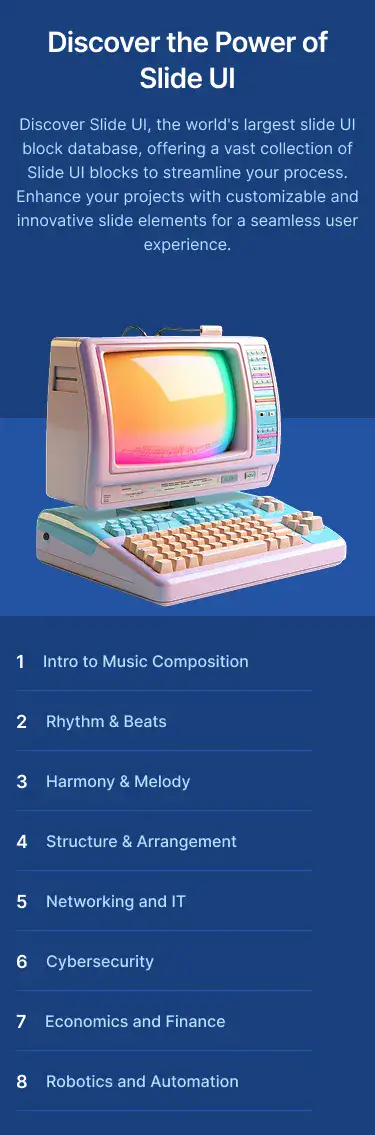 Discover the Power of
Slide UI
Discover Slide UI, the world's largest slide UI
block database, offering a vast collection of
Slide UI blocks to streamline your process.
Enhance your projects with customizable and
innovative slide elements for a seamless user
experience.
1 Intro to Music Composition
2 Rhythm & Beats
3 Harmony & Melody
4 Structure & Arrangement
5 Networking and IT
6 Cybersecurity
7 Economics and Finance
8 Robotics and Automation